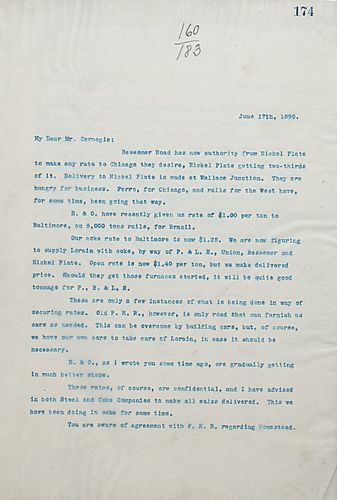 174
160
183
June 17th, 1898.
My Dear Mr. Carnegie:
Bessemer Road has now authority from Nickel Plate
to make any rate to Chicago they desire, Nickel Plate getting two-thirds
of it. Delivery to Nickel Plate is made at Wallace Junction. They are
hungry for business. Ferro, for Chicago, and rails for the West have,
for some time, been going that way.
B. & O. have recently given us rate of $1.00 per ton to
Baltimore, on 5,000 tons rails, for Brazil.
Our coke rate to Baltimore is now $1.25. We are now figuring
to supply Lorain with coke, by way of P. & L. E., Union, Bessemer and
Nickel Plate. Open rate is now $1.40 per ton, but we make delivered
price. Should they get those furnaces started, it will be quite good
tonnage for P., B. & L. E.
These are only a few instances of what is being done in way of
securing rates. Old P. R. R., however, is only road that can furnish us
cars as needed. This can be overcome by building cars, but, of course,
we have our own cars to take care of Lorain, in case it should be
necessary.
B. & O., as I wrote you some time ago, are gradually getting
in much better shape.
These rates, of course, are confidential, and I have advised
in both Steel and Coke Companies to make all sales delivered. This we
have been doing in coke for some time.
You are aware of agreement with P. R. R. regarding Homestead.